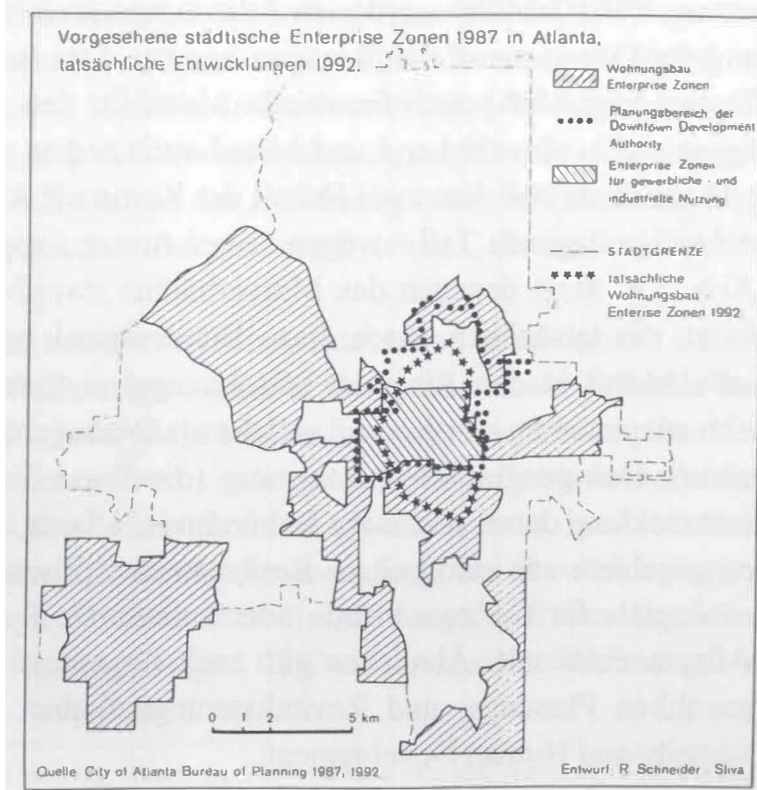 Vorgesehene städtische Enterprise Zonen 1987 in Atlanta,
tatsächliche Entwicklungen 1992.
Wohnungsbau
Enterprise Zonen
Planungsbereich der
Downtown Development
Authority
Enterprise Zonen
für gewerbliche und
industrielle Nutzung
STADTGRENZE
tatsächliche
Wohnungsbau
Enterise Zonen 1992
0 1 2 5 km
Quelle City of Atlanta Bureau of Planning 1987, 1992
Entwurf R Schneider-Sliva